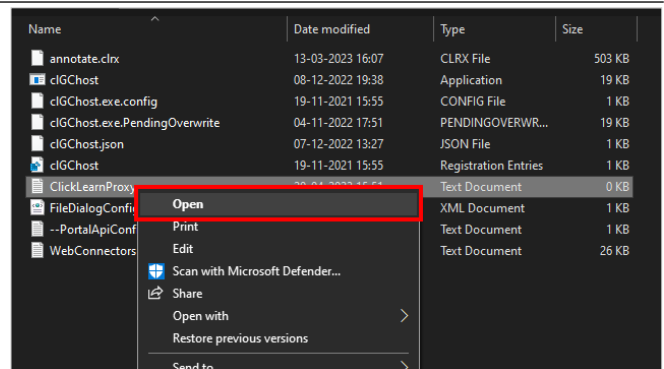 Name Date modified Type Size
annotate.clrx 13-03-2023 16:07 CLRX File 503 KB
clGChost 08-12-2022 19:38 Application 19 KB
clGChost.exe.config 19-11-2021 15:55 CONFIG File 1 KB
clGChost.exe.PendingOverwrite 04-11-2022 17:51 PENDINGOVERWR... 19 KB
clGChost.json 07-12-2022 13:27 JSON File 1 KB
clGChost 19-11-2021 15:55 Registration Entries 1 KB
ClickLearnProxy Text Document 0 KB
FileDialogConfi XML Document 1 KB
--PortalApiConf Text Document 1 KB
WebConnectors Text Document 26 KB
Open
Print
Edit
Scan with Microsoft Defender...
Share
Open with
Restore previous versions
Send to